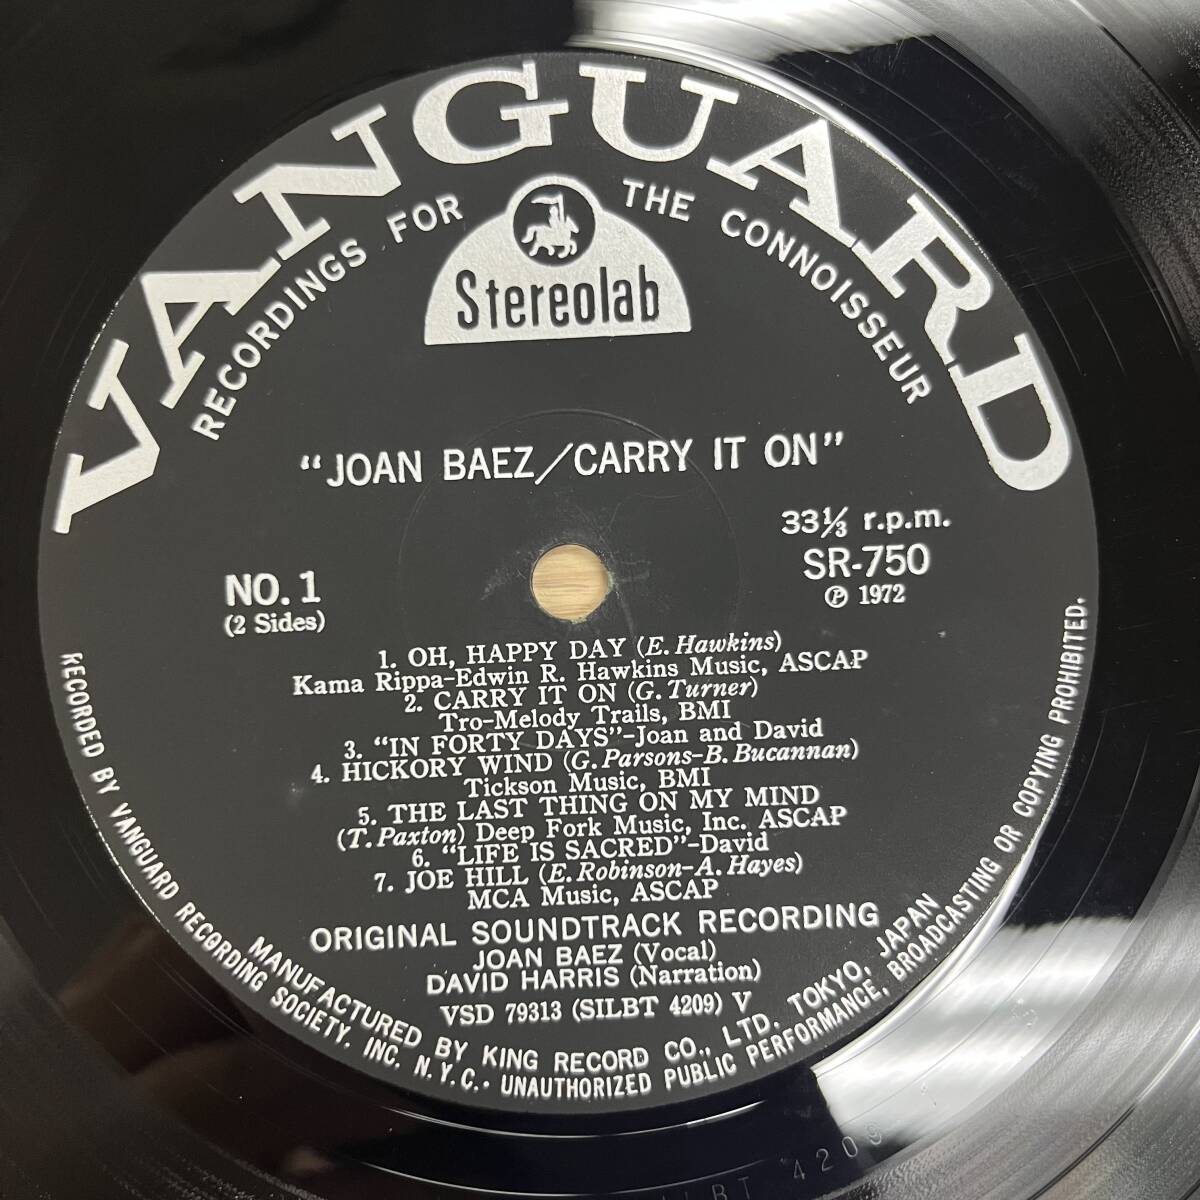 VANGUARD
RECORDINGS FOR THE CONNOISSEUR
Stereolab
"JOAN BAEZ/CARRY IT ON"
33⅓ r.p.m.
SR-750
Ⓟ 1972
NO. 1
(2 Sides)
1. OH, HAPPY DAY (E. Hawkins)
Kama Rippa-Edwin R. Hawkins Music, ASCAP
2. CARRY IT ON (G. Turner)
Tro-Melody Trails, BMI
3. "IN FORTY DAYS"-Joan and David
4. HICKORY WIND (G. Parsons-B. Bucannan)
Tickson Music, BMI
5. THE LAST THING ON MY MIND
(T. Paxton) Deep Fork Music, Inc. ASCAP
6. "LIFE IS SACRED"-David
7. JOE HILL (E. Robinson-A. Hayes)
MCA Music, ASCAP
ORIGINAL SOUNDTRACK RECORDING
JOAN BAEZ (Vocal)
DAVID HARRIS (Narration)
VSD 79313 (SILBT 4209) V
MANUFACTURED BY KING RECORD CO., LTD. TOKYO, JAPAN
RECORDED BY VANGUARD RECORDING SOCIETY, INC. N.Y.C. • UNAUTHORIZED PUBLIC PERFORMANCE, BROADCASTING OR COPYING PROHIBITED.
LBT 4209